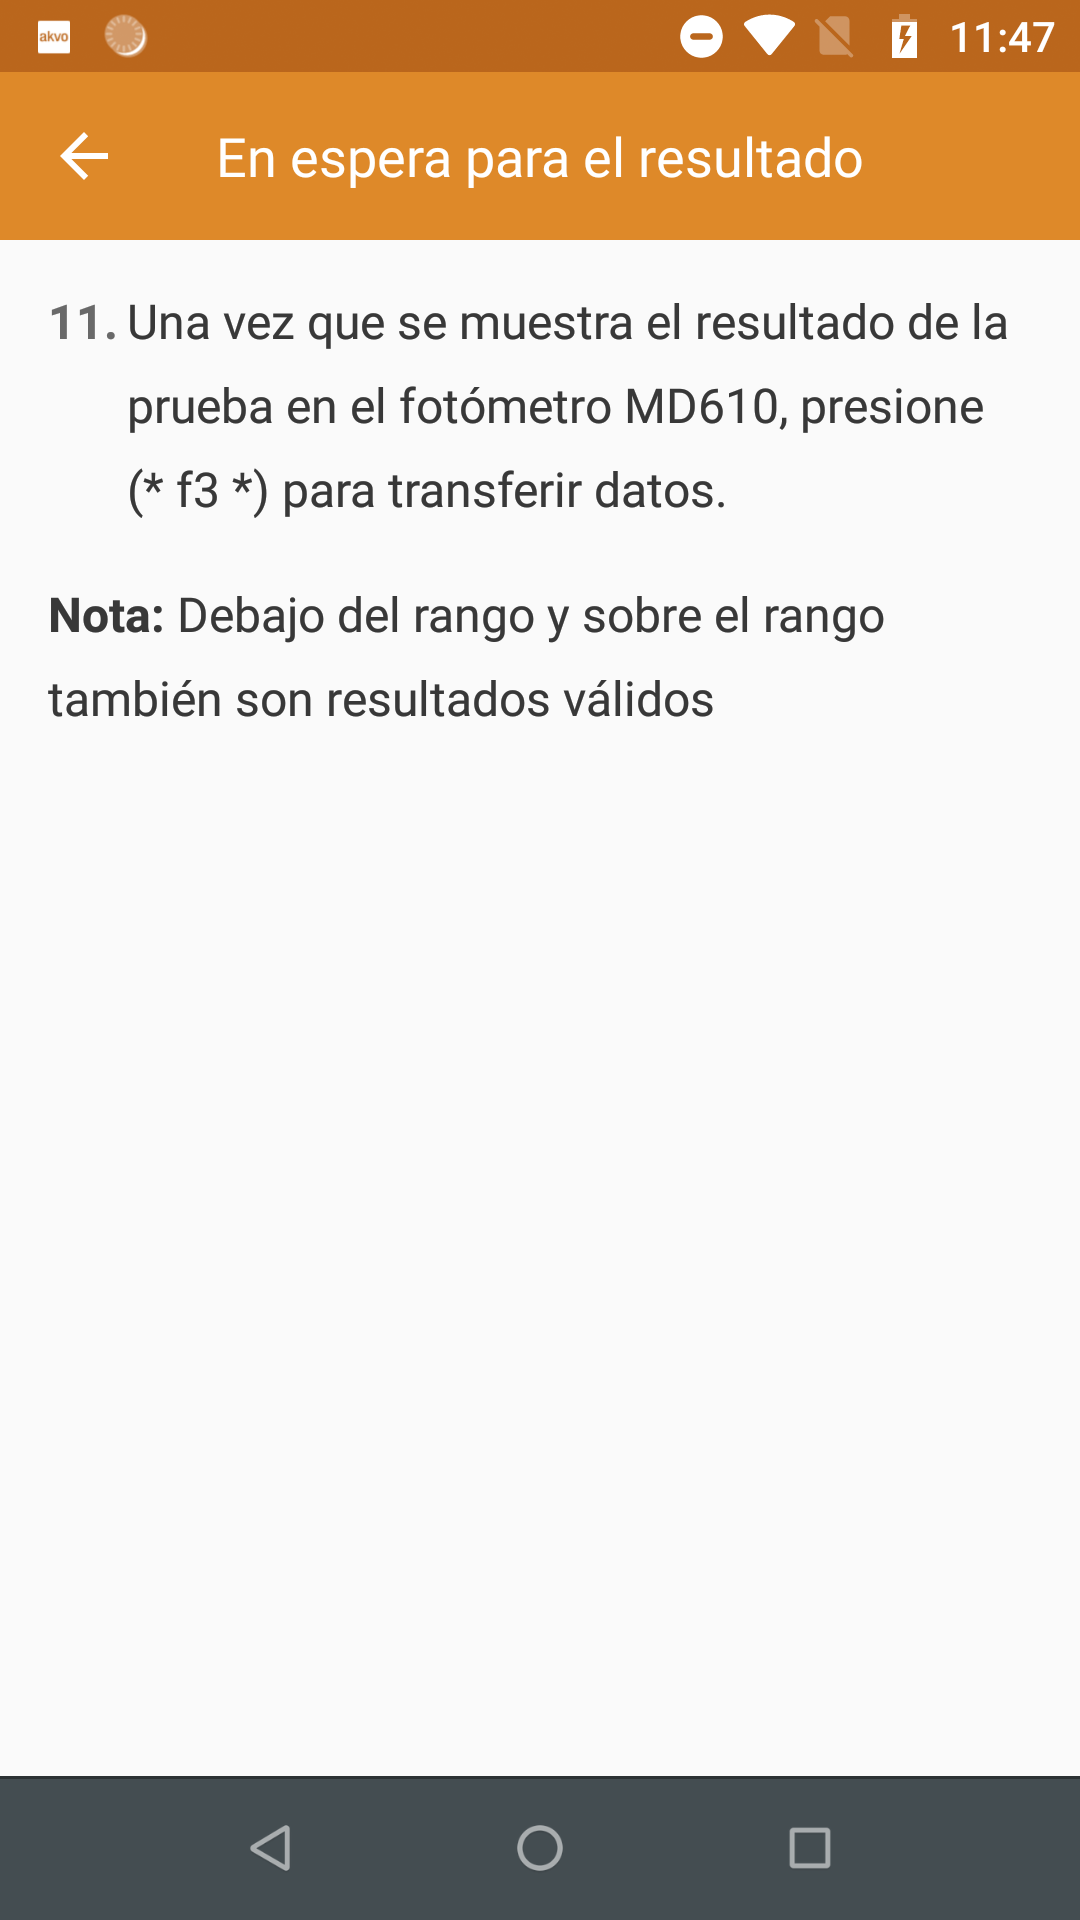 akvo
11:47
En espera para el resultado
11. Una vez que se muestra el resultado de la
prueba en el fotómetro MD610, presione
(* f3 *) para transferir datos.
Nota: Debajo del rango y sobre el rango
también son resultados válidos